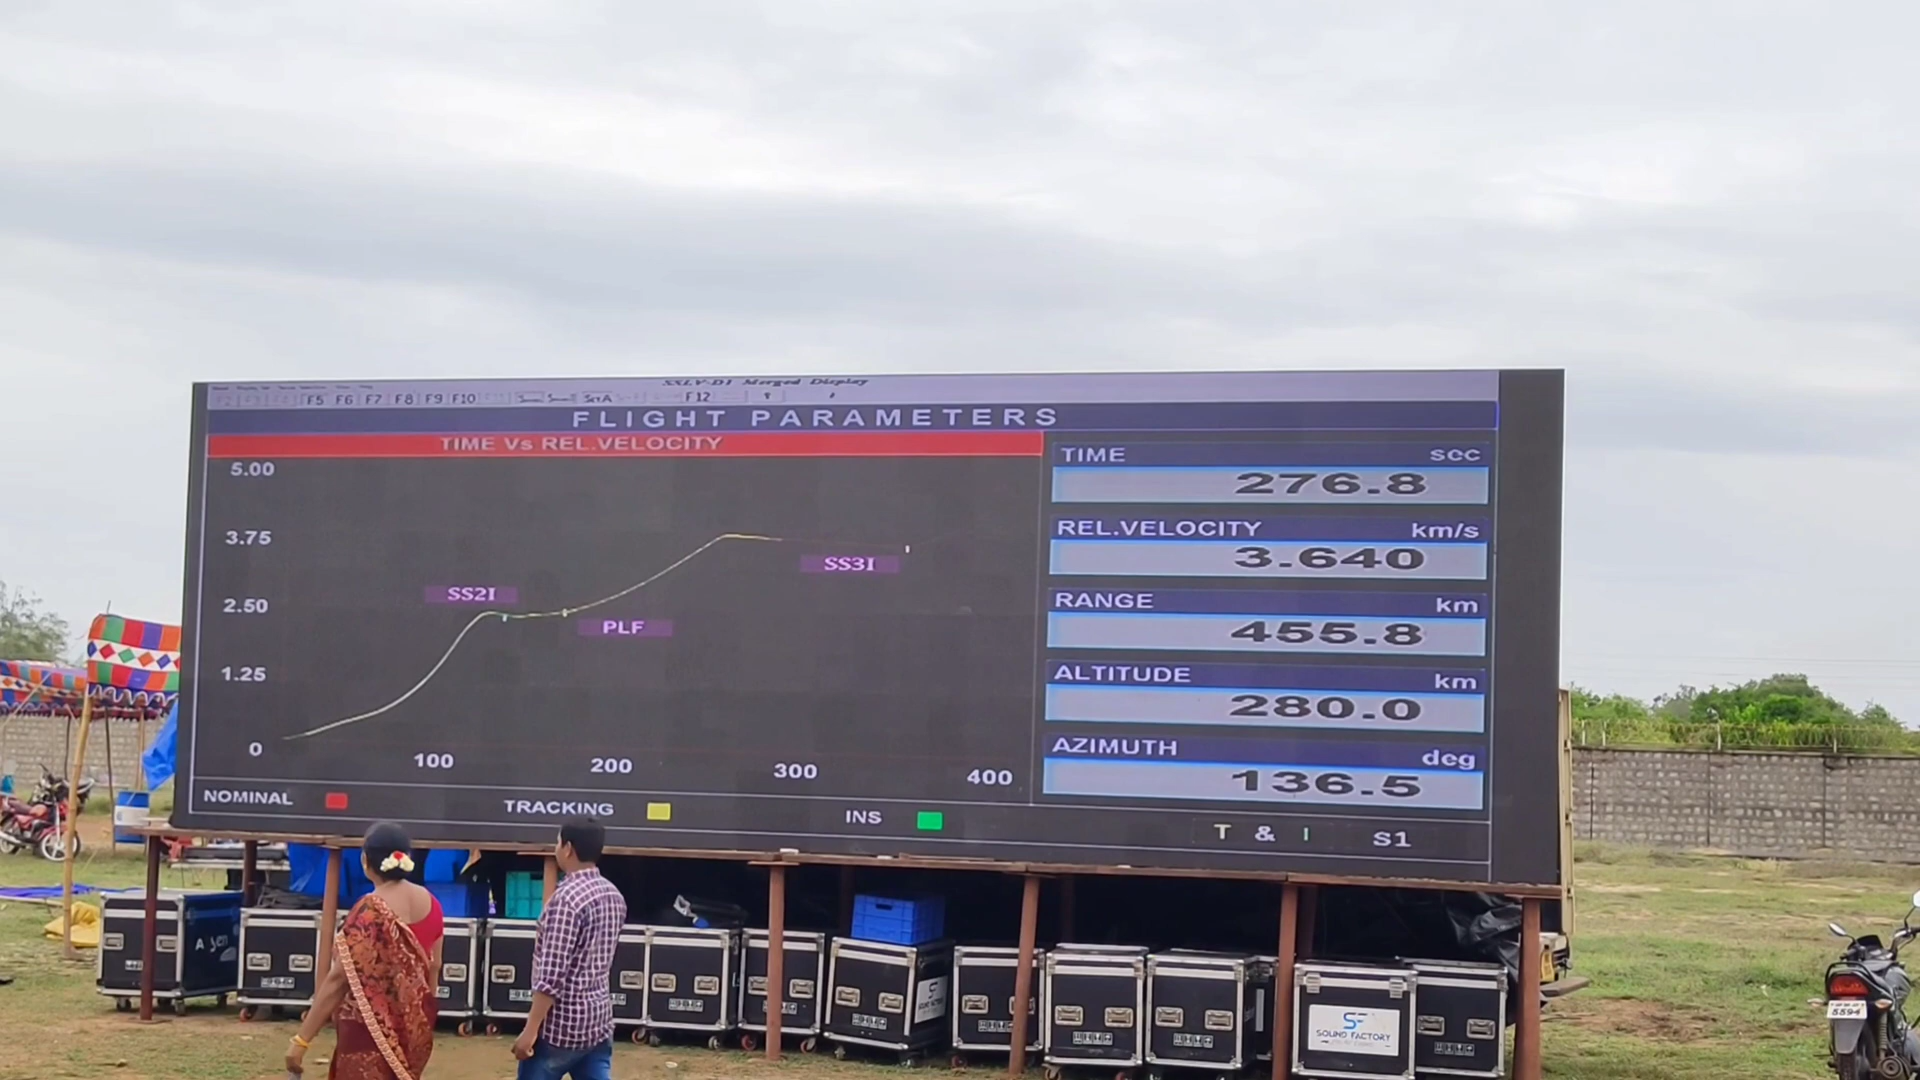 SSLV-D1 Merged Display
F5 F6 F7 F8 F9 F10 F12
FLIGHT PARAMETERS
TIME Vs REL.VELOCITY
5.00
3.75
2.50
1.25
0
SS2I
PLF
SS3I
100 200 300 400
NOMINAL TRACKING INS
TIME sec
276.8
REL.VELOCITY km/s
3.640
RANGE km
455.8
ALTITUDE km
280.0
AZIMUTH deg
136.5
T & I S1
SF
SOUND FACTORY
5594